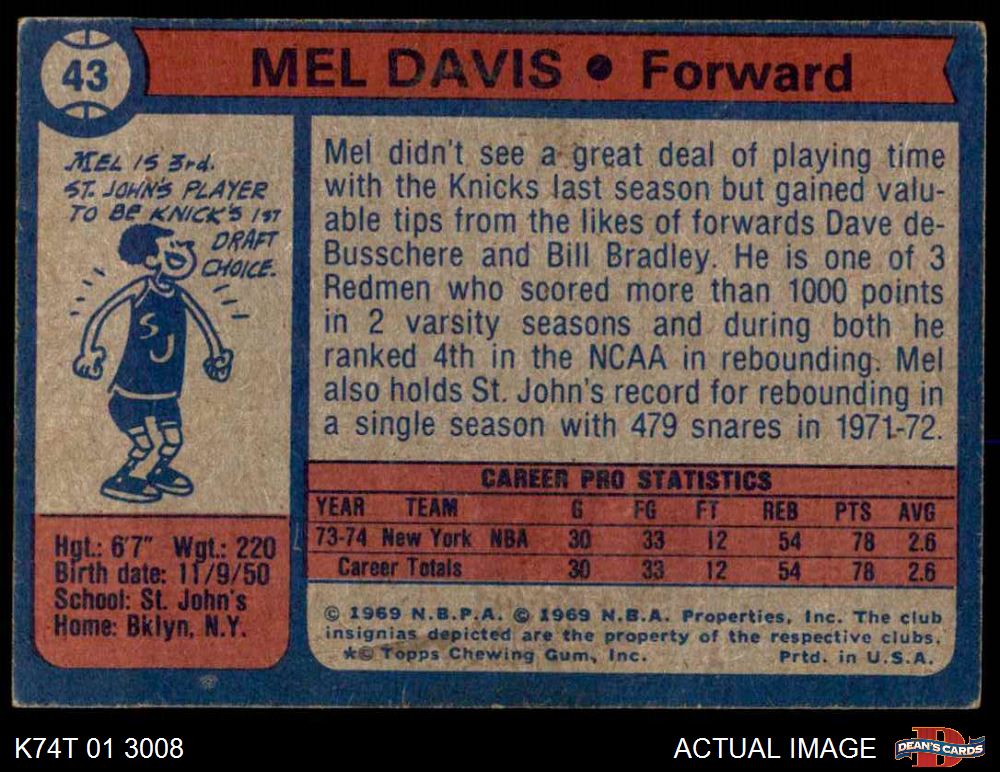 43
MEL DAVIS • Forward
MEL IS 3rd.
ST. JOHN'S PLAYER
TO BE KNICK'S 1ST
DRAFT
CHOICE.
SJ
Mel didn't see a great deal of playing time
with the Knicks last season but gained valu-
able tips from the likes of forwards Dave de-
Busschere and Bill Bradley. He is one of 3
Redmen who scored more than 1000 points
in 2 varsity seasons and during both he
ranked 4th in the NCAA in rebounding. Mel
also holds St. John's record for rebounding in
a single season with 479 snares in 1971-72.
Hgt.: 6'7" Wgt.: 220
Birth date: 11/9/50
School: St. John's
Home: Bklyn, N.Y.
CAREER PRO STATISTICS
YEAR TEAM G FG FT REB PTS AVG
73-74 New York NBA 30 33 12 54 78 2.6
Career Totals 30 33 12 54 78 2.6
© 1969 N.B.P.A. © 1969 N.B.A. Properties, Inc. The club
insignias depicted are the property of the respective clubs.
*© Topps Chewing Gum, Inc. Prtd. in U.S.A.
K74T 01 3008
ACTUAL IMAGE
D
DEAN'S CARDS